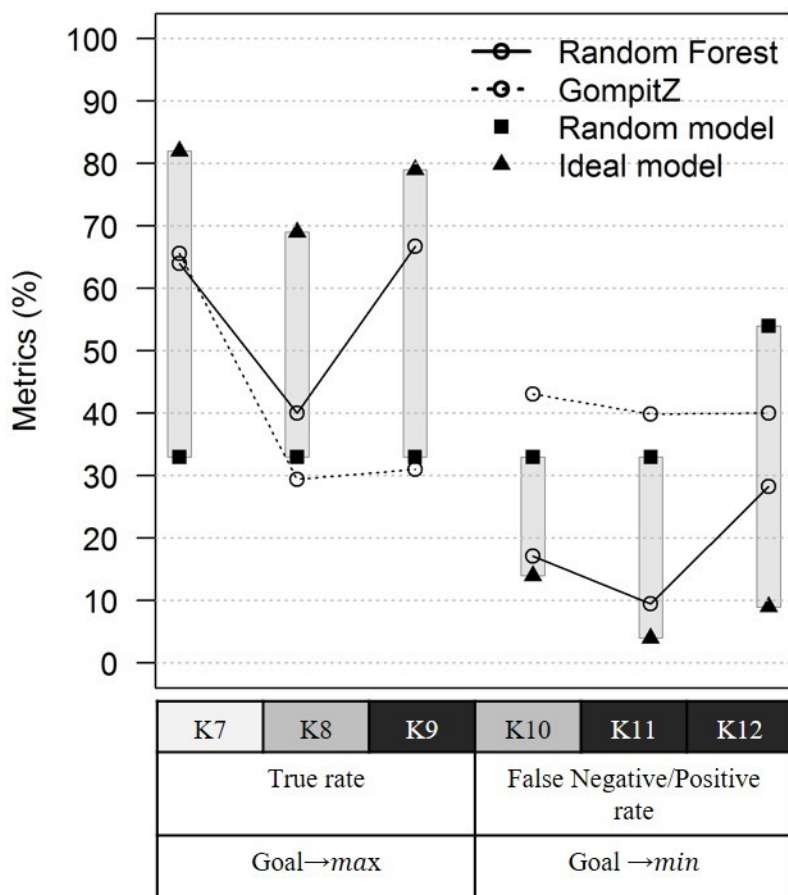 Metrics (%)
100
90
80
70
60
50
40
30
20
10
0
Random Forest
GompitZ
Random model
Ideal model
K7 K8 K9 K10 K11 K12
True rate
False Negative/Positive
rate
Goal→max
Goal →min